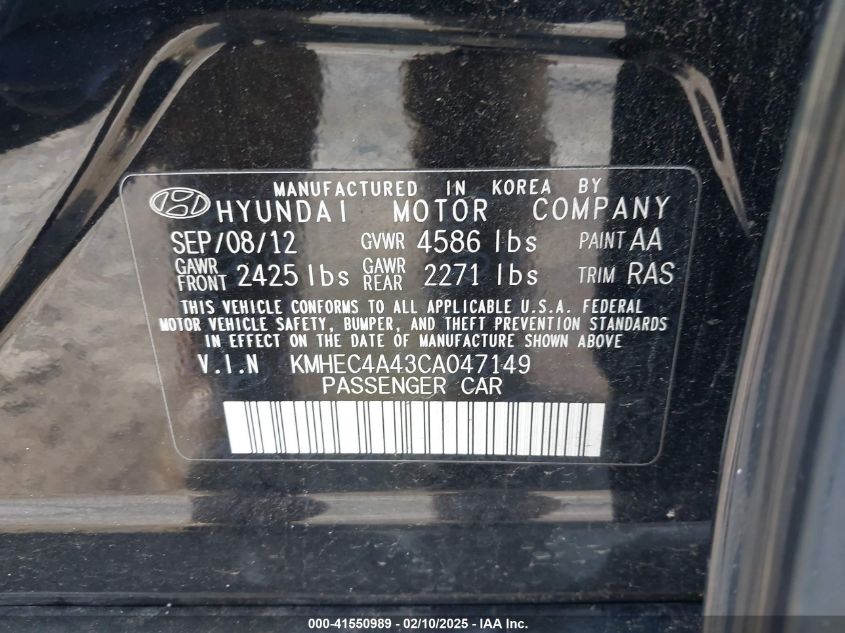 MANUFACTURED IN KOREA BY
HYUNDAI MOTOR COMPANY
SEP/08/12 GVWR 4586 lbs PAINT AA
GAWR FRONT 2425 lbs GAWR REAR 2271 lbs TRIM RAS
THIS VEHICLE CONFORMS TO ALL APPLICABLE U.S.A. FEDERAL
MOTOR VEHICLE SAFETY, BUMPER, AND THEFT PREVENTION STANDARDS
IN EFFECT ON THE DATE OF MANUFACTURE SHOWN ABOVE.
V.I.N KMHEC4A43CA047149
PASSENGER CAR
000-41550989 - 02/10/2025 - IAA Inc.